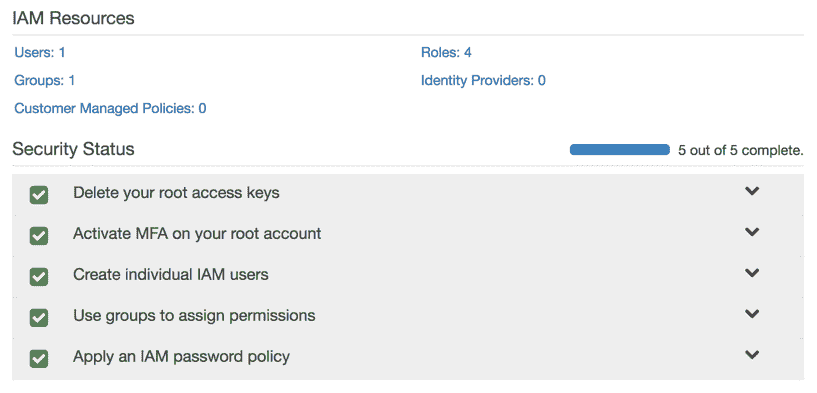 IAM Resources
Users: 1
Roles: 4
Groups: 1
Identity Providers: 0
Customer Managed Policies: 0
Security Status
5 out of 5 complete.
Delete your root access keys
Activate MFA on your root account
Create individual IAM users
Use groups to assign permissions
Apply an IAM password policy